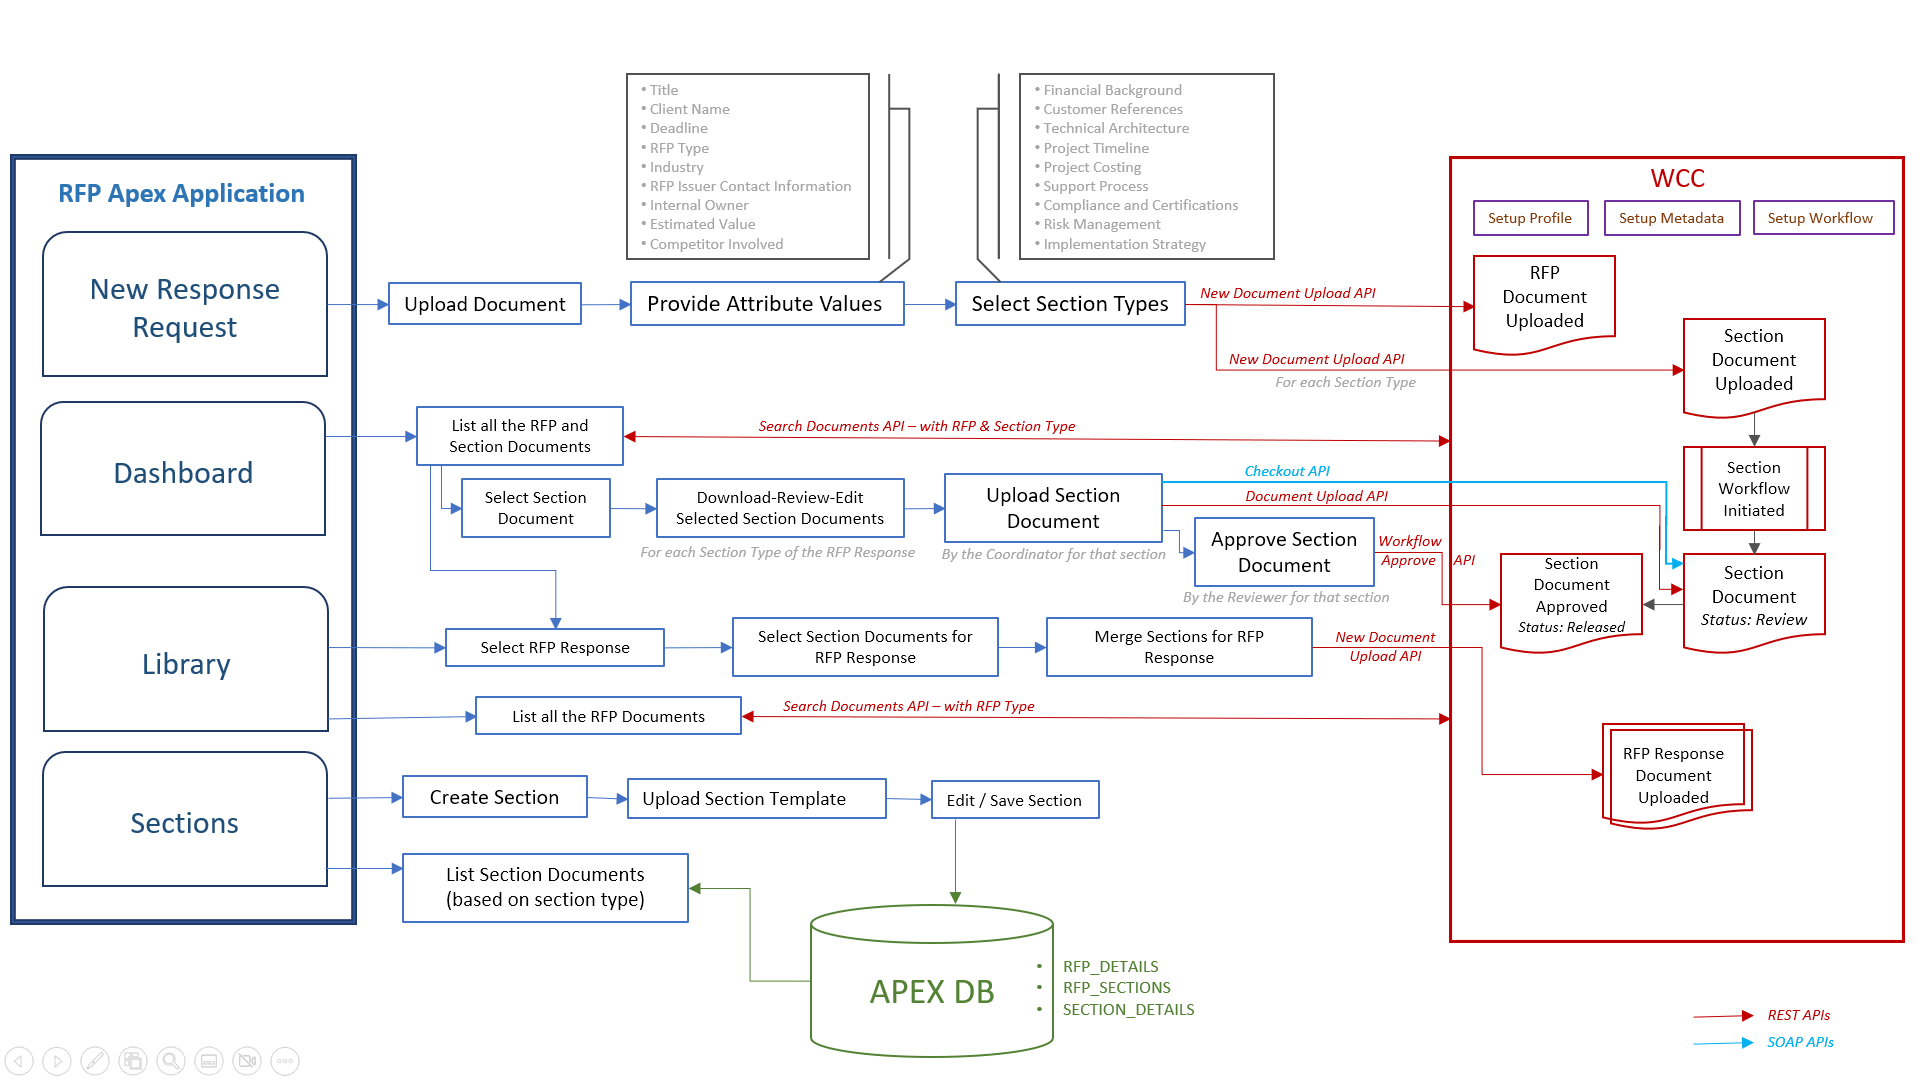 • Title
• Client Name
• Deadline
• RFP Type
• Industry
• RFP Issuer Contact Information
• Internal Owner
• Estimated Value
• Competitor Involved
• Financial Background
• Customer References
• Technical Architecture
• Project Timeline
• Project Costing
• Support Process
• Compliance and Certifications
• Risk Management
• Implementation Strategy
RFP Apex Application
New Response
Request
Upload Document
Provide Attribute Values
Select Section Types
New Document Upload API
New Document Upload API
For each Section Type
WCC
Setup Profile
Setup Metadata
Setup Workflow
RFP
Document
Uploaded
Section
Document
Uploaded
Dashboard
List all the RFP and
Section Documents
Search Documents API – with RFP & Section Type
Select Section
Document
Download-Review-Edit
Selected Section Documents
For each Section Type of the RFP Response
Upload Section
Document
By the Coordinator for that section
Checkout API
Document Upload API
Approve Section
Document
By the Reviewer for that section
Workflow
Approve API
Section
Workflow
Initiated
Section
Document
Approved
Status: Released
Section
Document
Status: Review
Library
Select RFP Response
Select Section Documents for
RFP Response
Merge Sections for RFP
Response
New Document
Upload API
List all the RFP Documents
Search Documents API – with RFP Type
RFP Response
Document
Uploaded
Sections
Create Section
Upload Section Template
Edit / Save Section
List Section Documents
(based on section type)
APEX DB
• RFP_DETAILS
• RFP_SECTIONS
• SECTION_DETAILS
REST APIs
SOAP APIs